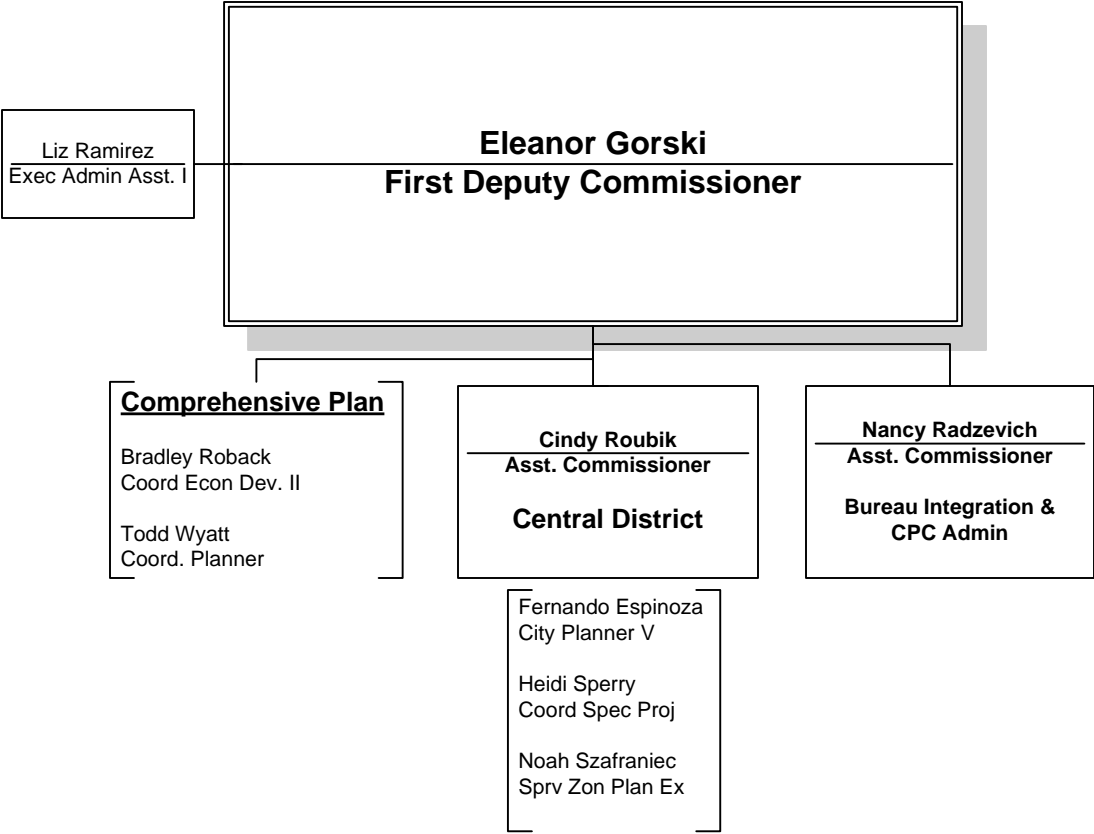 Eleanor Gorski
First Deputy Commissioner
Liz Ramirez
Exec Admin Asst. I
Comprehensive Plan
Bradley Roback
Coord Econ Dev. II
Todd Wyatt
Coord. Planner
Cindy Roubik
Asst. Commissioner
Central District
Fernando Espinoza
City Planner V
Heidi Sperry
Coord Spec Proj
Noah Szafraniec
Sprv Zon Plan Ex
Nancy Radzevich
Asst. Commissioner
Bureau Integration &
CPC Admin